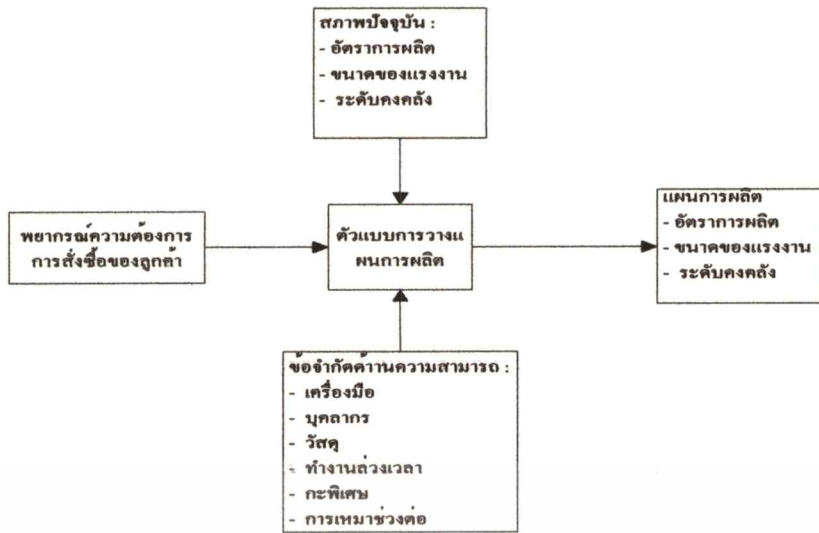 สภาพปัจจุบัน :
- อัตราการผลิต
- ขนาดของแรงงาน
- ระดับคงคลัง
พยากรณ์ความต้องการ
การสั่งซื้อของลูกค้า
ตัวแบบการวางแ
ผนการผลิต
แผนการผลิต
- อัตราการผลิต
- ขนาดของแรงงาน
- ระดับคงคลัง
ข้อจำกัดค้านความสามารถ :
- เครื่องมือ
- บุคลากร
- วัสดุ
- ทำงานล่วงเวลา
- กะพิเศษ
- การเหมาช่วงต่อ